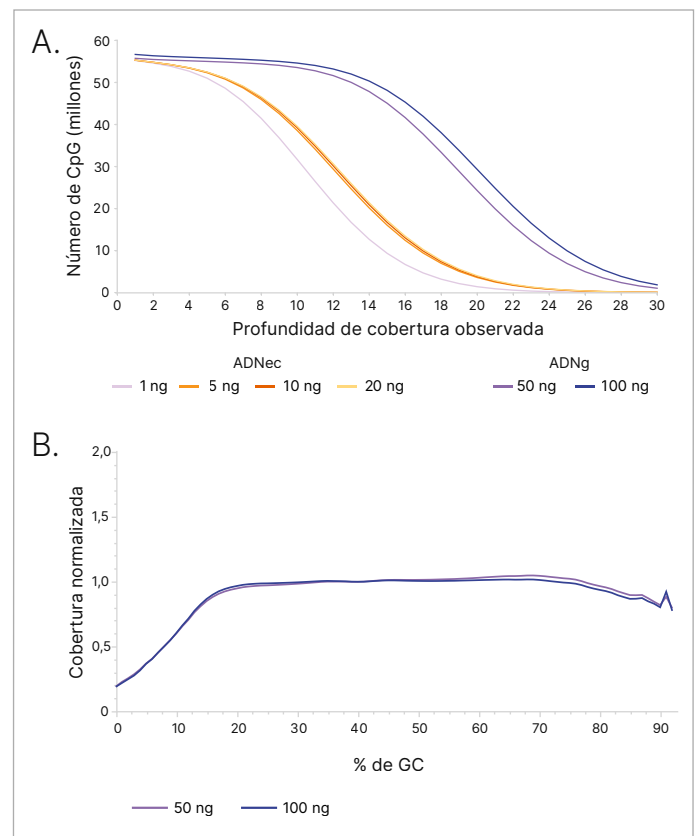 A.
Número de CpG (millones)
60
50
40
30
20
10
0
0 2 4 6 8 10 12 14 16 18 20 22 24 26 28 30
Profundidad de cobertura observada
ADNec ADNg
1 ng 5 ng 10 ng 20 ng 50 ng 100 ng
B.
Cobertura normalizada
2,0
1,5
1,0
0,5
0
0 10 20 30 40 50 60 70 80 90
% de GC
50 ng 100 ng